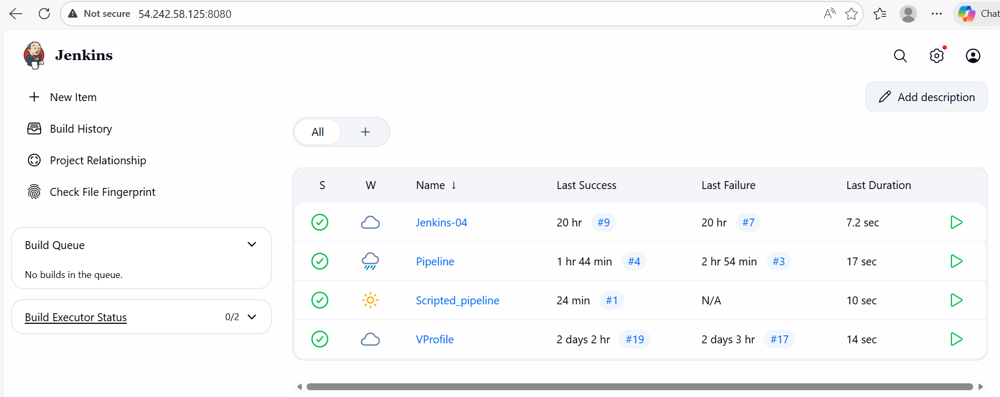 Not secure 54.242.58.125:8080
Chat
Jenkins
New Item
Build History
Project Relationship
Check File Fingerprint
Build Queue
No builds in the queue.
Build Executor Status 0/2
Add description
All +
S W Name ↓ Last Success Last Failure Last Duration
Jenkins-04 20 hr #9 20 hr #7 7.2 sec
Pipeline 1 hr 44 min #4 2 hr 54 min #3 17 sec
Scripted_pipeline 24 min #1 N/A 10 sec
VProfile 2 days 2 hr #19 2 days 3 hr #17 14 sec